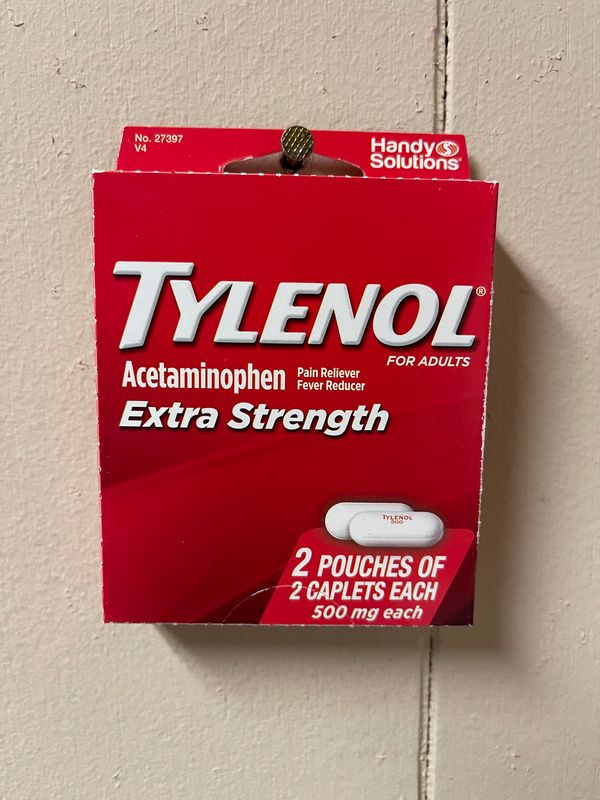 No. 27397
V4
Handy
Solutions®
TYLENOL®
FOR ADULTS
Acetaminophen Pain Reliever
Fever Reducer
Extra Strength
TYLENOL
500
2 POUCHES OF
2 CAPLETS EACH
500 mg each